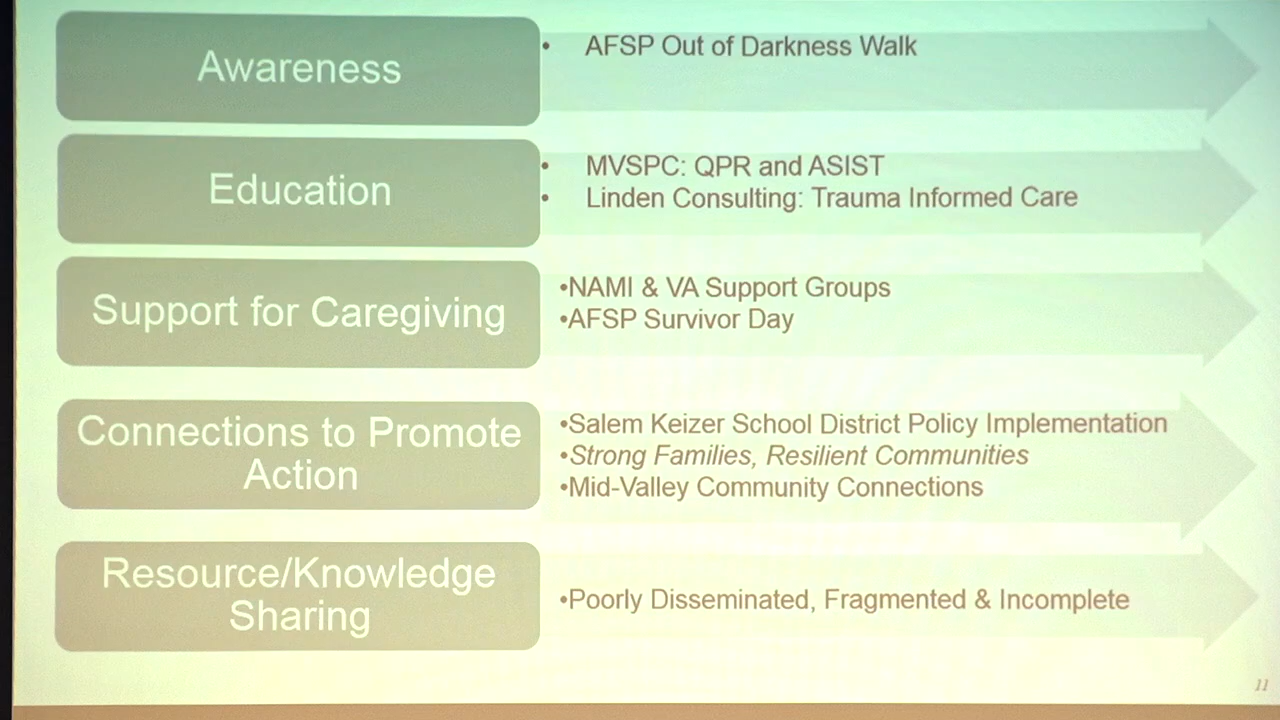 Awareness
• AFSP Out of Darkness Walk
Education
• MVSPC: QPR and ASIST
• Linden Consulting: Trauma Informed Care
Support for Caregiving
•NAMI & VA Support Groups
•AFSP Survivor Day
Connections to Promote
Action
•Salem Keizer School District Policy Implementation
•Strong Families, Resilient Communities
•Mid-Valley Community Connections
Resource/Knowledge
Sharing
•Poorly Disseminated, Fragmented & Incomplete
11